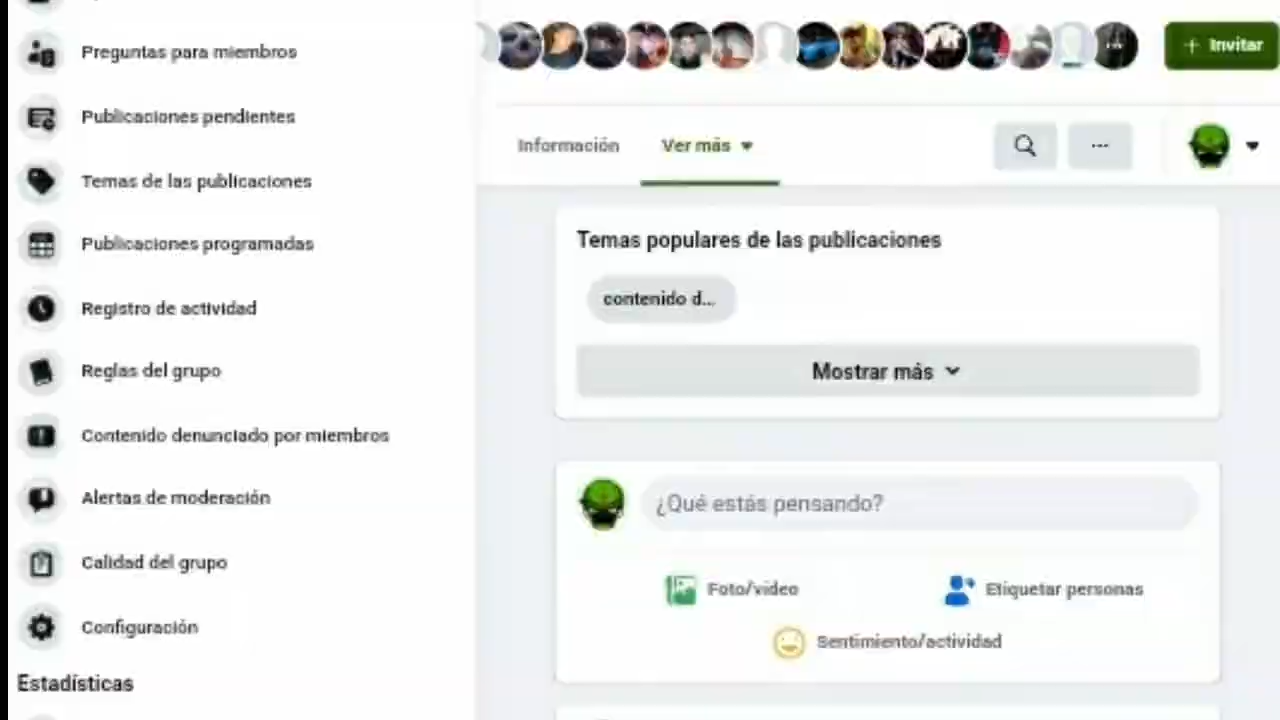 Preguntas para miembros
Publicaciones pendientes
Temas de las publicaciones
Publicaciones programadas
Registro de actividad
Reglas del grupo
Contenido denunciado por miembros
Alertas de moderación
Calidad del grupo
Configuración
Estadísticas
+ Invitar
Información
Ver más
Temas populares de las publicaciones
contenido d...
Mostrar más
¿Qué estás pensando?
Foto/video
Etiquetar personas
Sentimiento/actividad